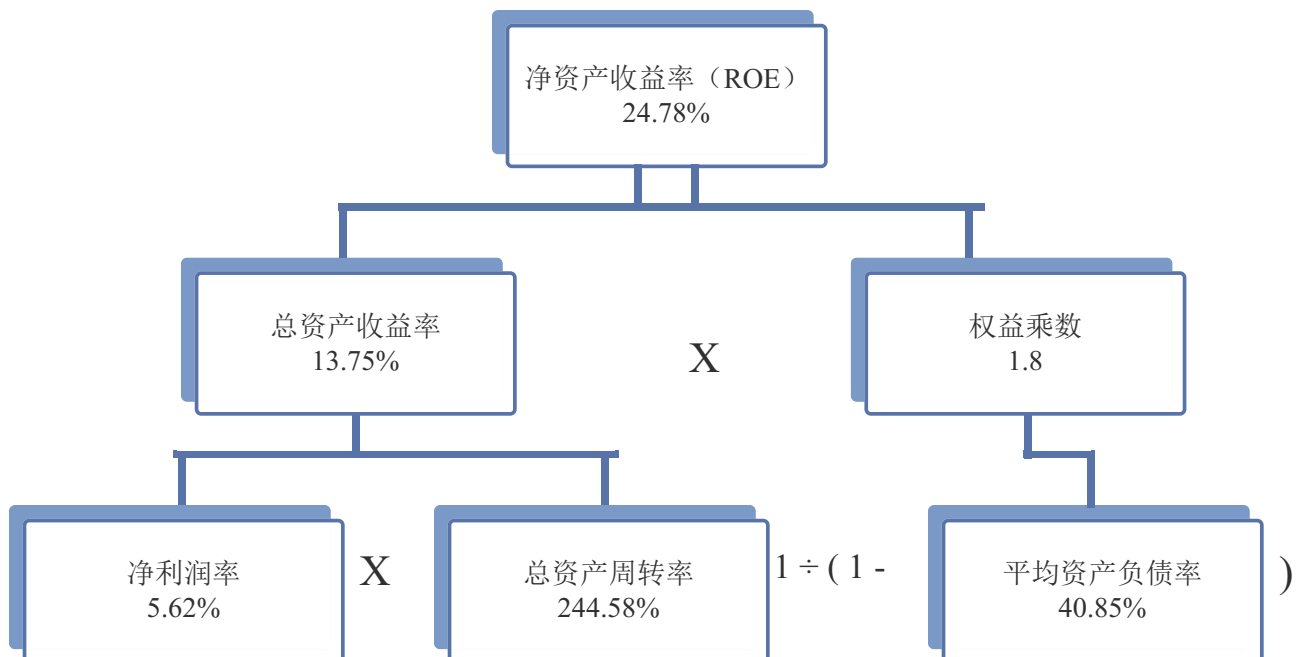 净资产收益率（ROE）
24.78%
总资产收益率
13.75%
X
权益乘数
1.8
净利润率
5.62%
X
总资产周转率
244.58%
1 ÷ ( 1 -
平均资产负债率
40.85%
)